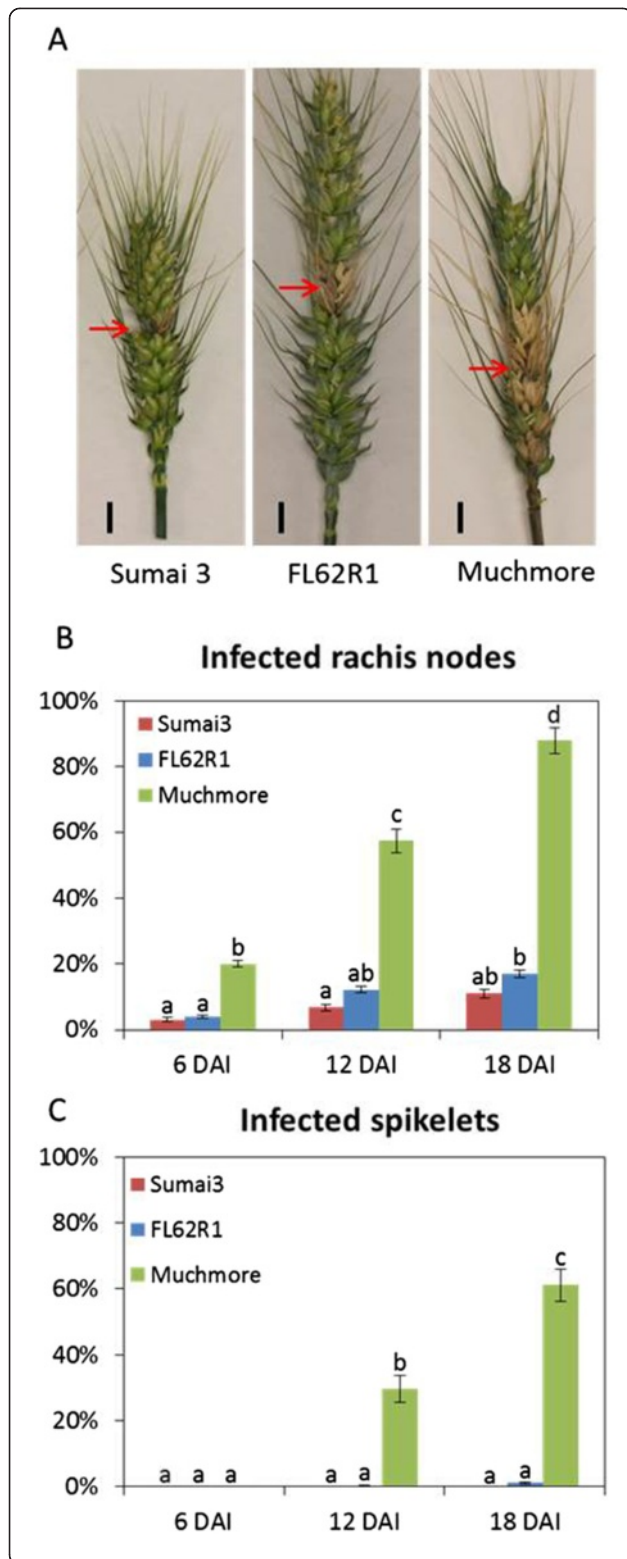 A
Sumai 3
FL62R1
Muchmore
B
Infected rachis nodes
100%
80%
60%
40%
20%
0%
Sumai3
FL62R1
Muchmore
a
a
b
a
ab
c
ab
b
d
6 DAI
12 DAI
18 DAI
C
Infected spikelets
100%
80%
60%
40%
20%
0%
Sumai3
FL62R1
Muchmore
a
a
a
a
a
b
a
a
c
6 DAI
12 DAI
18 DAI